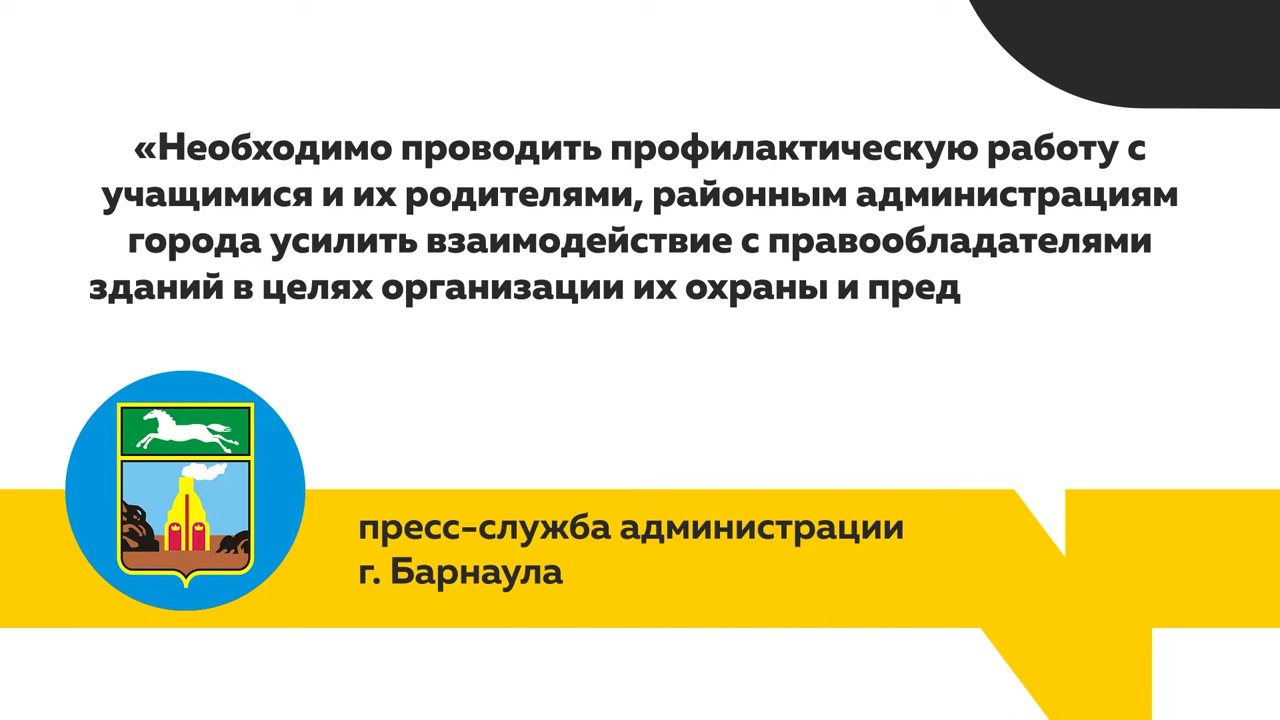 «Необходимо проводить профилактическую работу с
учащимися и их родителями, районным администрациям
города усилить взаимодействие с правообладателями
зданий в целях организации их охраны и пред
пресс-служба администрации
г. Барнаула